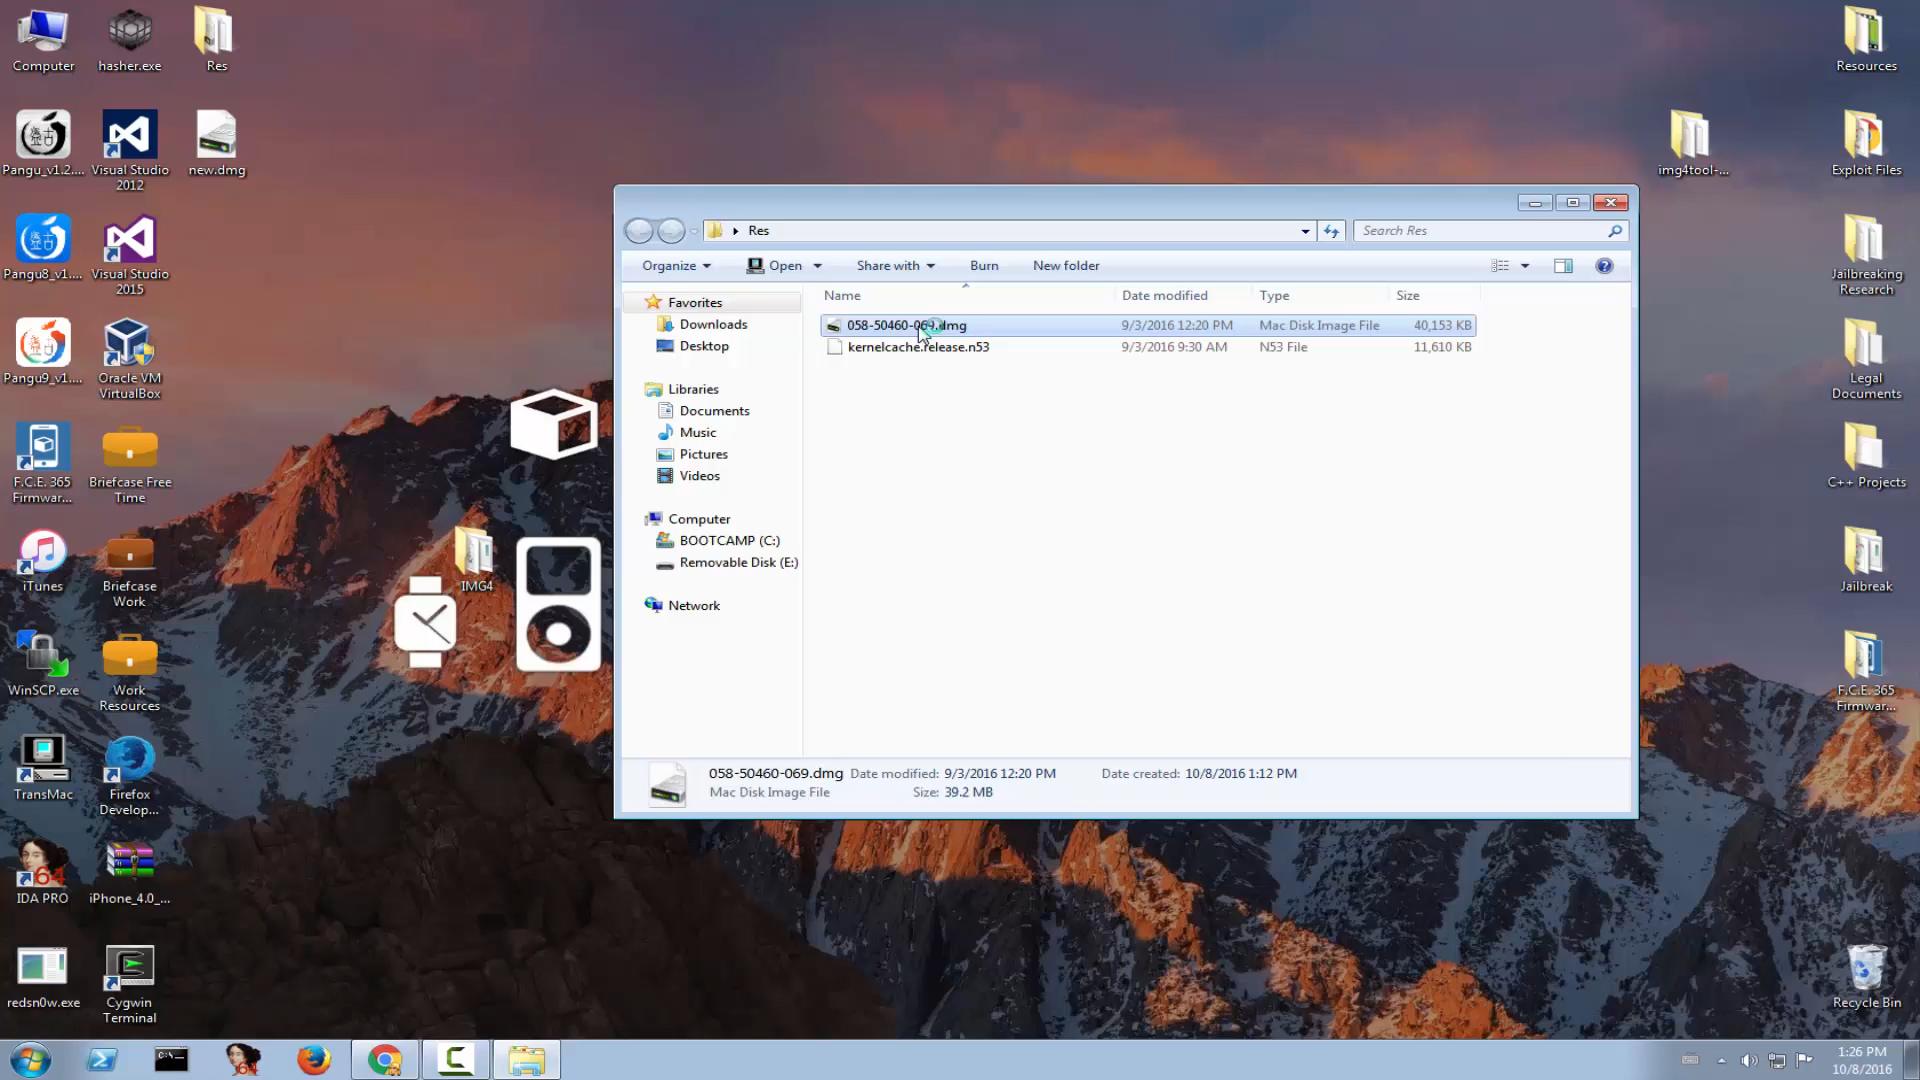 Computer
hasher.exe
Res
Pangu_v1.2....
Visual Studio
2012
new.dmg
Pangu8_v1....
Visual Studio
2015
Pangu9_v1....
Oracle VM
VirtualBox
F.C.E. 365
Firmwar...
Briefcase Free
Time
iTunes
Briefcase
Work
WinSCP.exe
Work
Resources
TransMac
Firefox
Develop...
64
IDA PRO
iPhone_4.0_...
redsn0w.exe
Cygwin
Terminal
IMG4
Res
Search Res
Organize
Open
Share with
Burn
New folder
Name
Date modified
Type
Size
058-50460-069.dmg
9/3/2016 12:20 PM
Mac Disk Image File
40,153 KB
kernelcache.release.n53
9/3/2016 9:30 AM
N53 File
11,610 KB
Favorites
Downloads
Desktop
Libraries
Documents
Music
Pictures
Videos
Computer
BOOTCAMP (C:)
Removable Disk (E:)
Network
058-50460-069.dmg Date modified: 9/3/2016 12:20 PM Date created: 10/8/2016 1:12 PM
Mac Disk Image File Size: 39.2 MB
img4tool-...
Resources
Exploit Files
Jailbreaking
Research
Legal
Documents
C++ Projects
Jailbreak
F.C.E. 365
Firmwar...
Recycle Bin
C:\
64
1:26 PM
10/8/2016